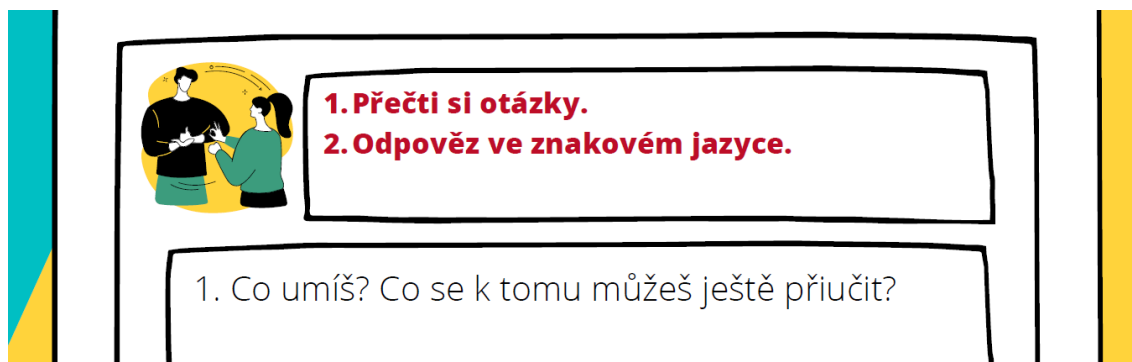 1. Přečti si otázky.
2. Odpověz ve znakovém jazyce.
1. Co umíš? Co se k tomu můžeš ještě přiučit?